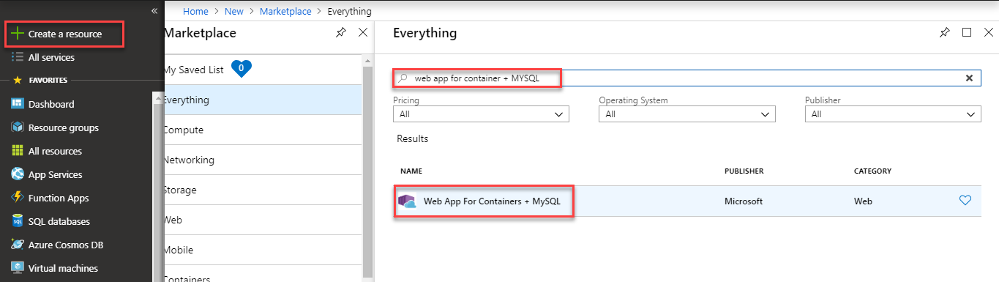 «
Create a resource
All services
FAVORITES
Dashboard
Resource groups
All resources
App Services
Function Apps
SQL databases
Azure Cosmos DB
Virtual machines
Home > New > Marketplace > Everything
Marketplace
My Saved List 0
Everything
Compute
Networking
Storage
Web
Mobile
Containers
Everything
web app for container + MYSQL
Pricing Operating System Publisher
All All All
Results
NAME PUBLISHER CATEGORY
Web App For Containers + MySQL Microsoft Web